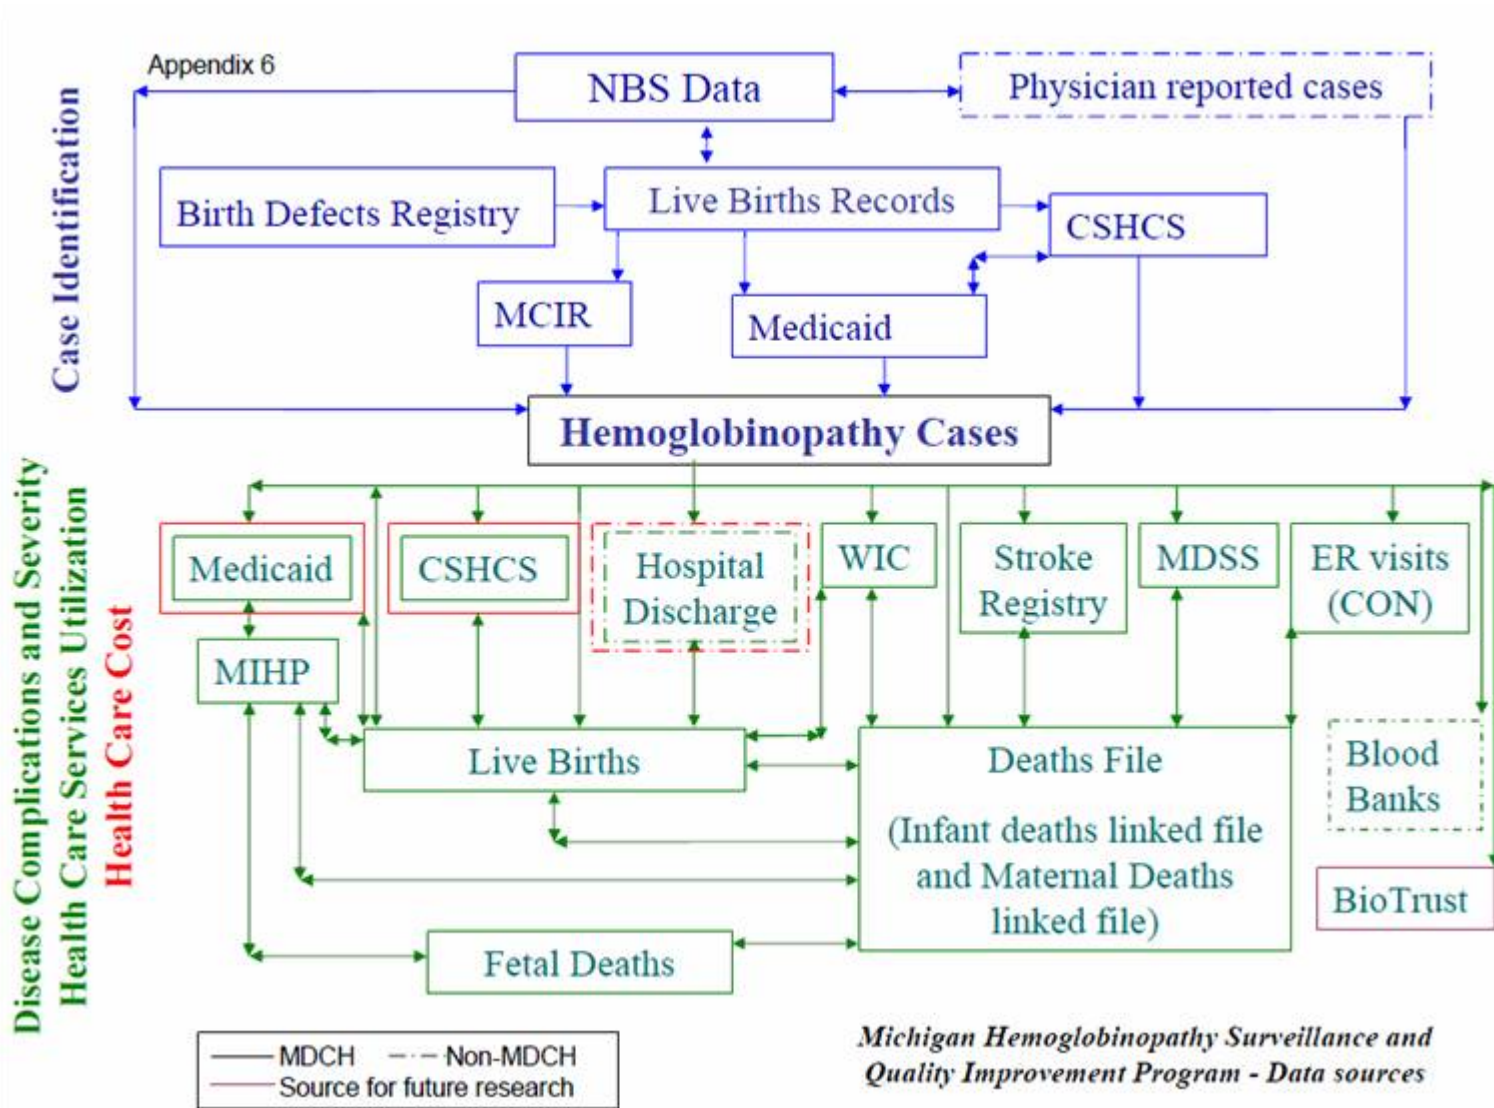 Appendix 6
NBS Data
Physician reported cases
Case Identification
Birth Defects Registry
Live Births Records
CSHCS
MCIR
Medicaid
Hemoglobinopathy Cases
Disease Complications and Severity
Health Care Services Utilization
Health Care Cost
Medicaid
CSHCS
Hospital
Discharge
WIC
Stroke
Registry
MDSS
ER visits
(CON)
MIHP
Live Births
Deaths File
(Infant deaths linked file
and Maternal Deaths
linked file)
Blood
Banks
BioTrust
Fetal Deaths
MDCH
Non-MDCH
Source for future research
Michigan Hemoglobinopathy Surveillance and
Quality Improvement Program - Data sources